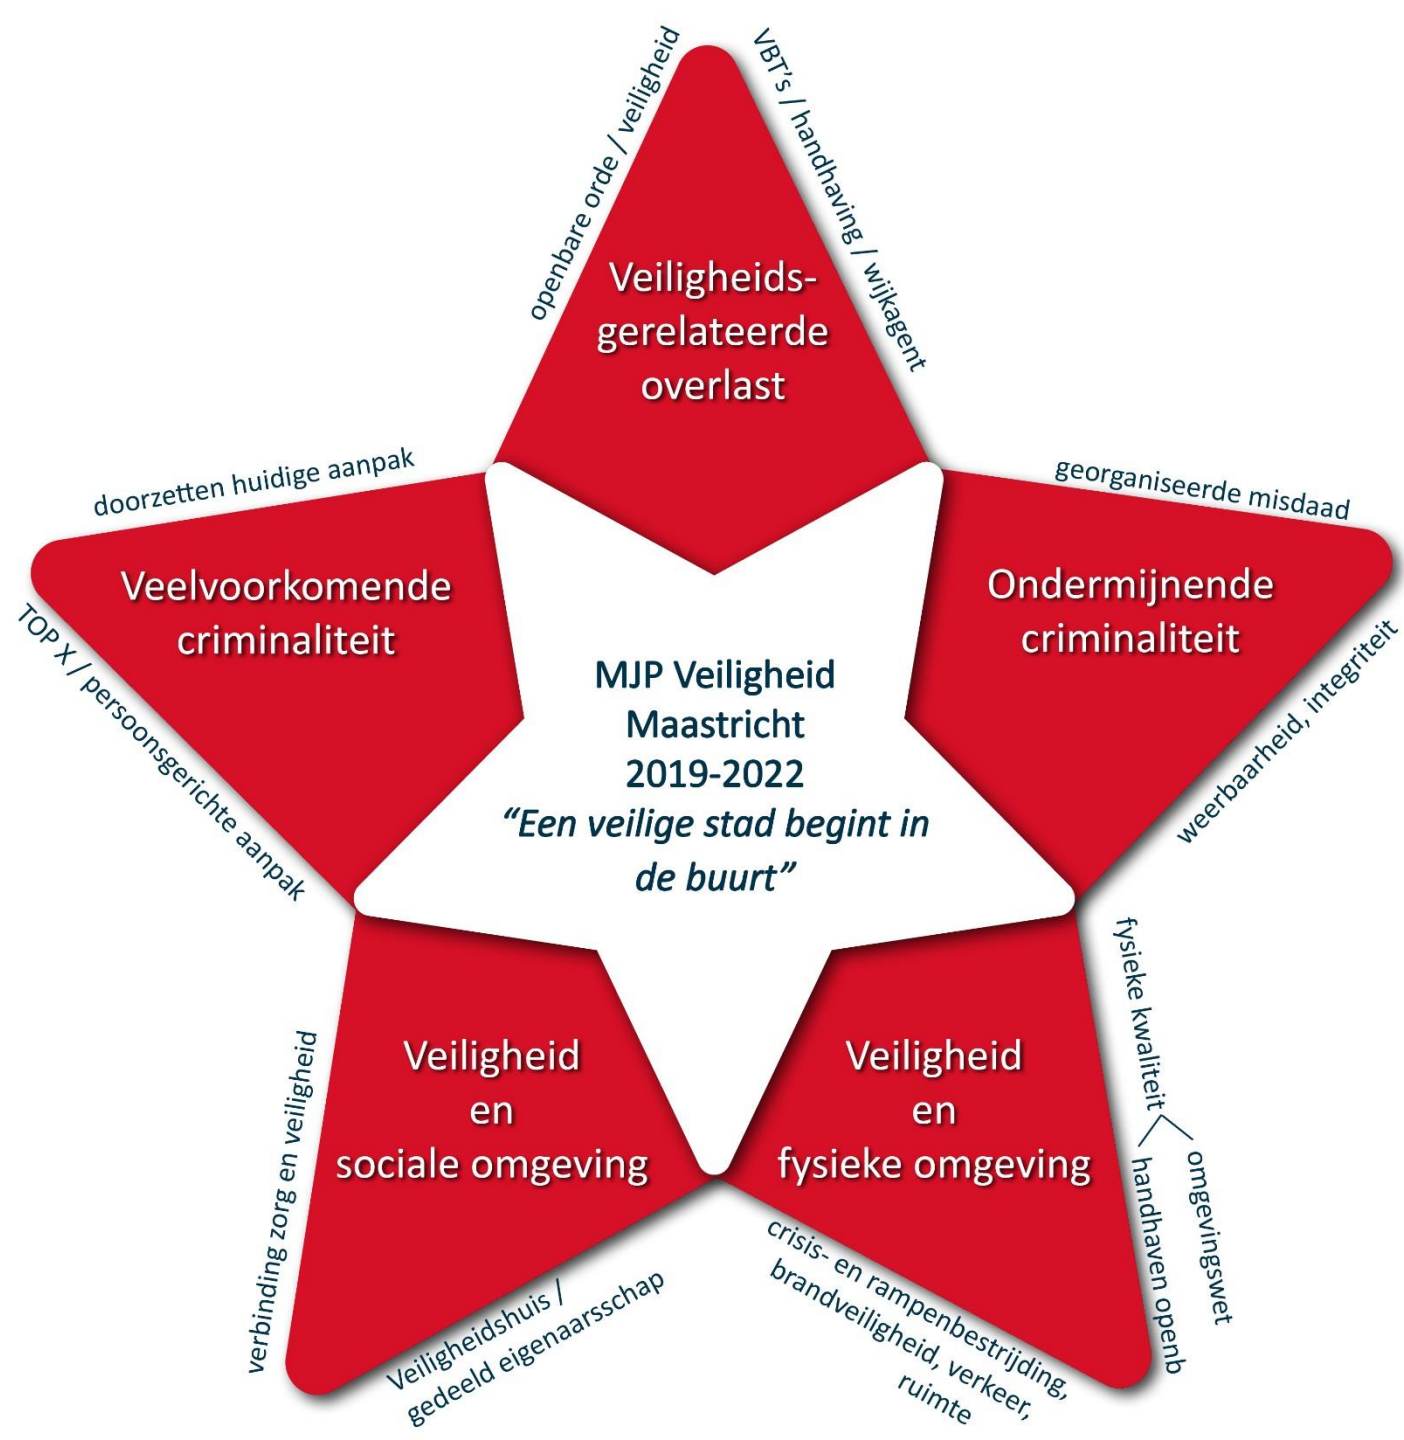 openbare orde / veiligheid
VBT's / handhaving / wijkagent
Veiligheids-
gerelateerde
overlast
doorzetten huidige aanpak
georganiseerde misdaad
Veelvoorkomende
criminaliteit
Ondermijnende
criminaliteit
TOP X / persoonsgerichte aanpak
weerbaarheid, integriteit
MJP Veiligheid
Maastricht
2019-2022
“Een veilige stad begint in
de buurt”
Veiligheid
en
sociale omgeving
Veiligheid
en
fysieke omgeving
verbinding zorg en veiligheid
Veiligheidshuis /
gedeeld eigenaarsschap
fysieke kwaliteit
handhaven openb
omgevingswet
crisis- en rampenbestrijding,
brandveiligheid, verkeer,
ruimte